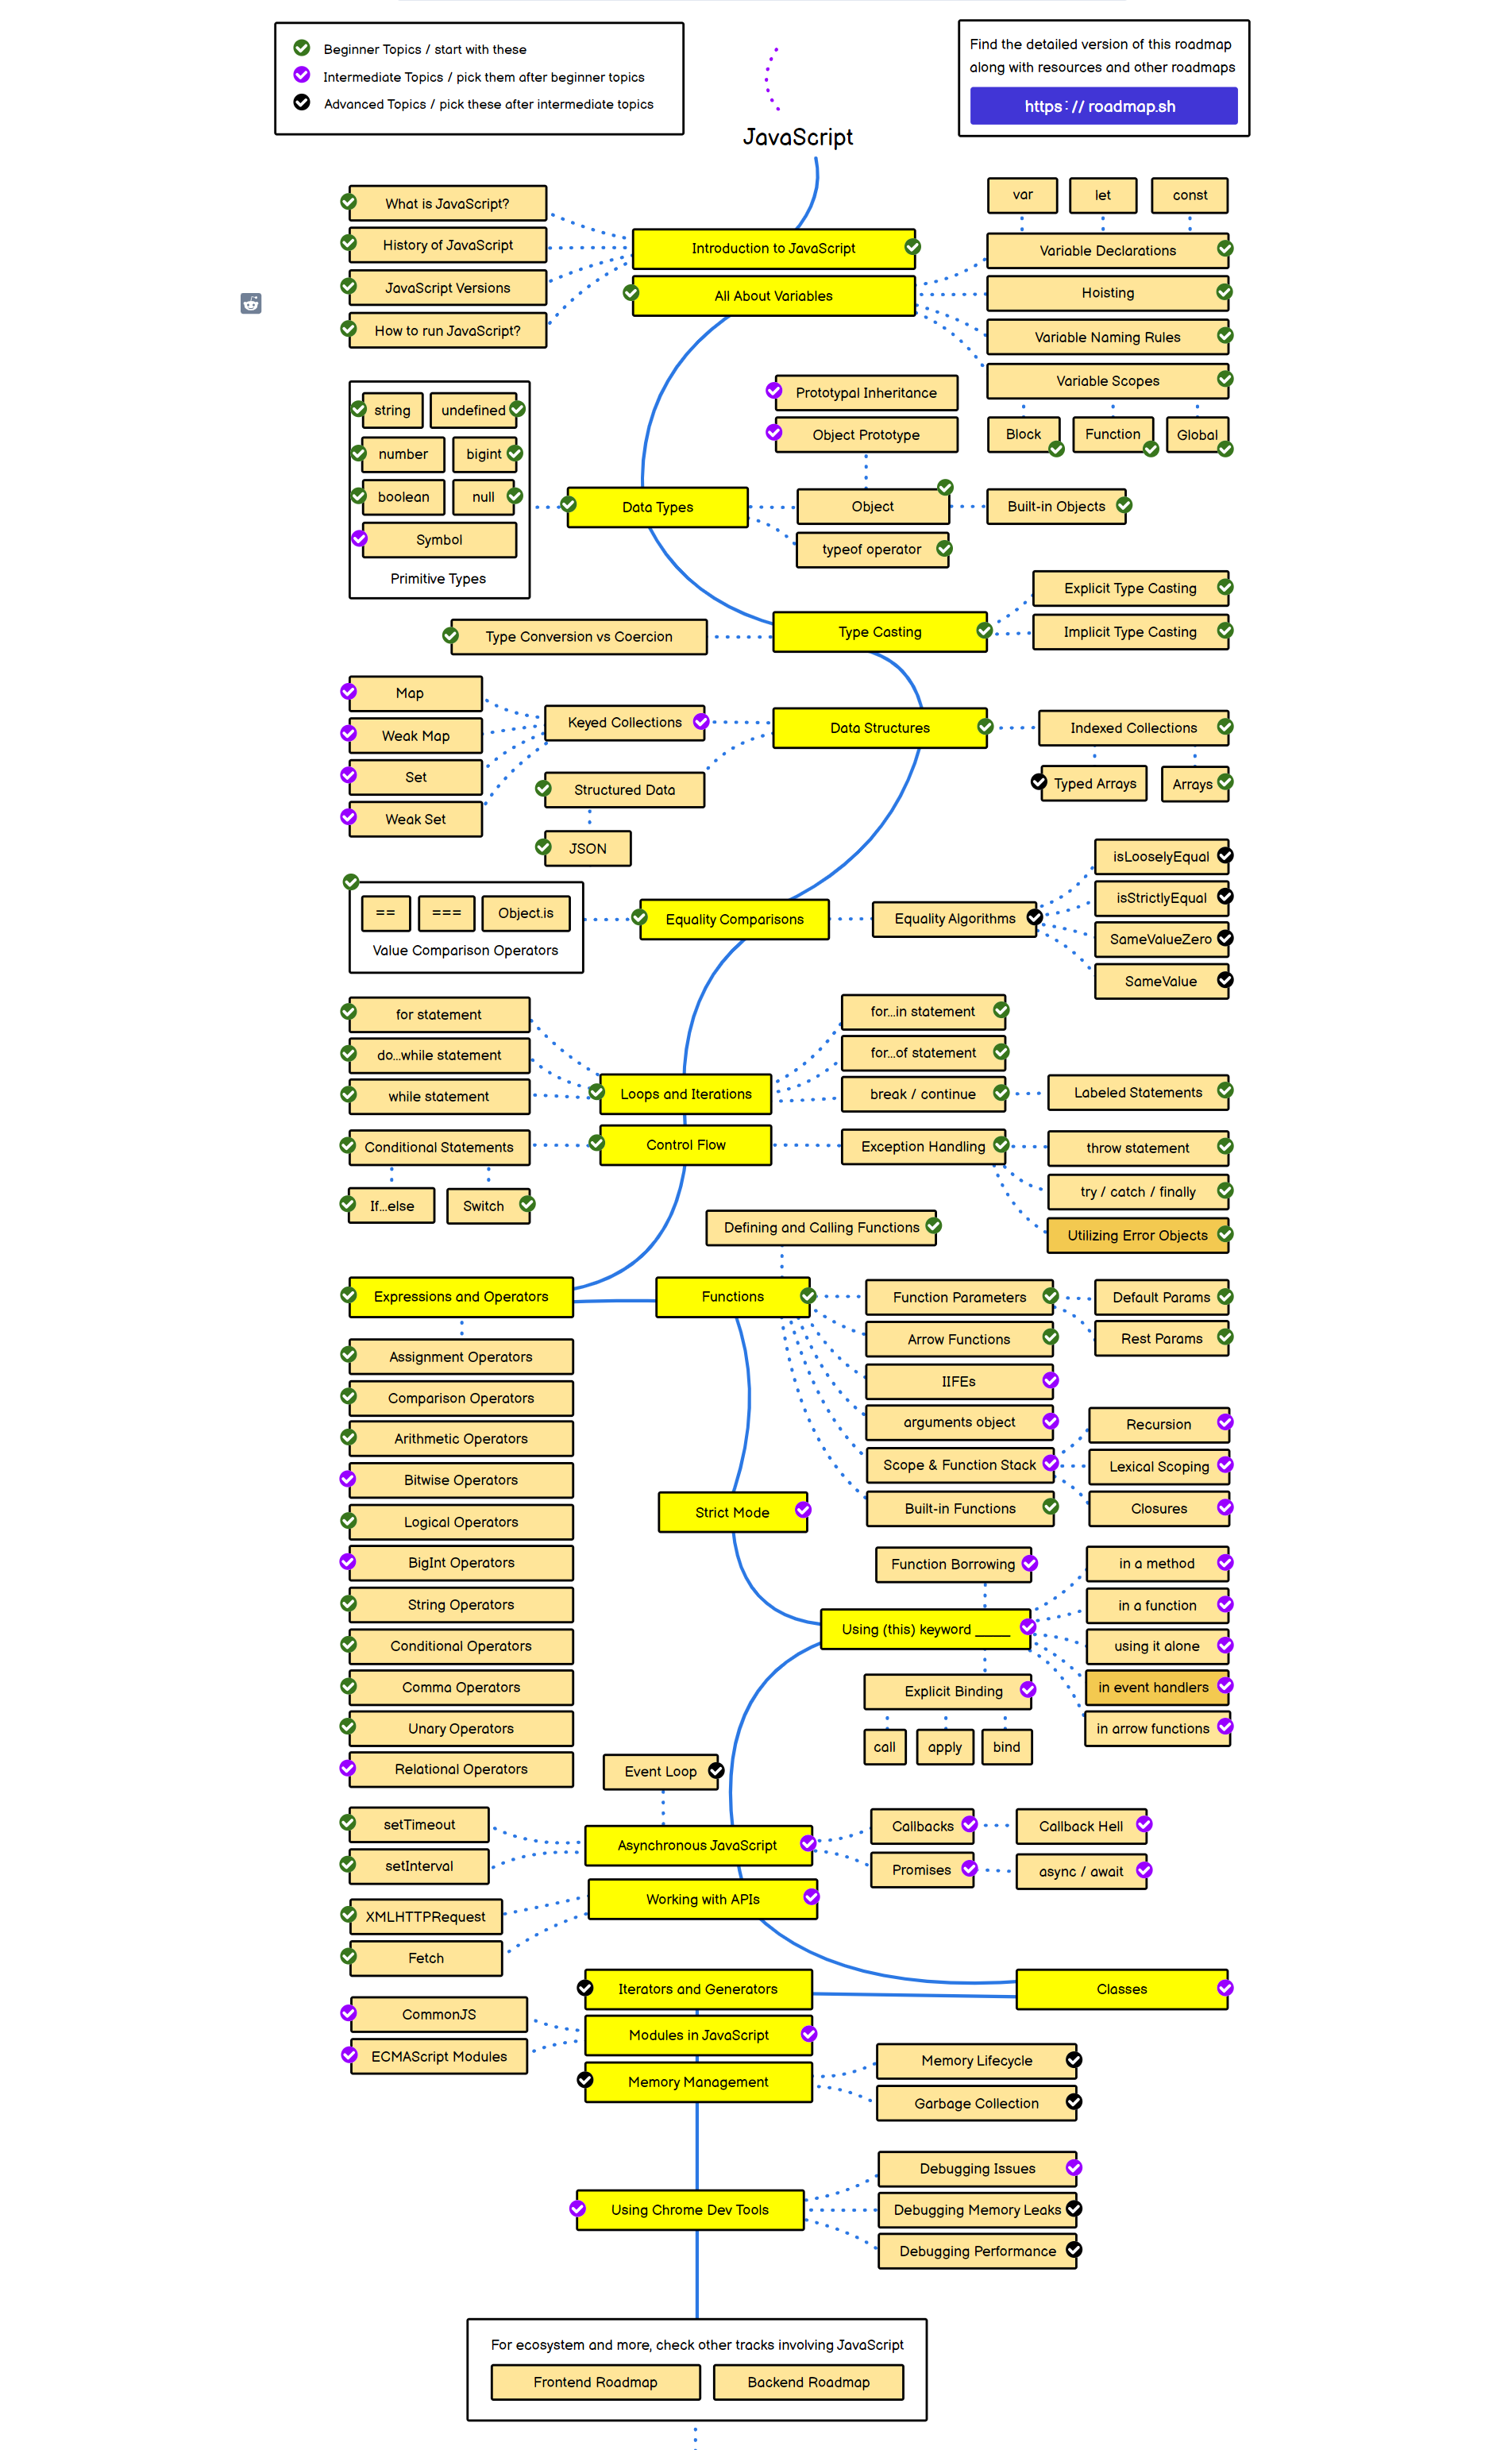 Beginner Topics / start with these
Intermediate Topics / pick them after beginner topics
Advanced Topics / pick these after intermediate topics
Find the detailed version of this roadmap
along with resources and other roadmaps
https://roadmap.sh
JavaScript
What is JavaScript?
History of JavaScript
JavaScript Versions
How to run JavaScript?
Introduction to JavaScript
All About Variables
var
let
const
Variable Declarations
Hoisting
Variable Naming Rules
Variable Scopes
Block
Function
Global
string
undefined
number
bigint
boolean
null
Symbol
Primitive Types
Data Types
Prototypal Inheritance
Object Prototype
Object
Built-in Objects
typeof operator
Type Conversion vs Coercion
Type Casting
Explicit Type Casting
Implicit Type Casting
Map
Weak Map
Set
Weak Set
Keyed Collections
Structured Data
JSON
Data Structures
Indexed Collections
Typed Arrays
Arrays
==
===
Object.is
Value Comparison Operators
Equality Comparisons
Equality Algorithms
isLooselyEqual
isStrictlyEqual
SameValueZero
SameValue
for statement
do...while statement
while statement
Loops and Iterations
for...in statement
for...of statement
break / continue
Labeled Statements
Conditional Statements
If...else
Switch
Control Flow
Exception Handling
throw statement
try / catch / finally
Utilizing Error Objects
Defining and Calling Functions
Expressions and Operators
Functions
Function Parameters
Default Params
Rest Params
Arrow Functions
IIFEs
arguments object
Scope & Function Stack
Built-in Functions
Recursion
Lexical Scoping
Closures
Assignment Operators
Comparison Operators
Arithmetic Operators
Bitwise Operators
Logical Operators
BigInt Operators
String Operators
Conditional Operators
Comma Operators
Unary Operators
Relational Operators
Strict Mode
Function Borrowing
Using (this) keyword _____
in a method
in a function
using it alone
in event handlers
in arrow functions
Explicit Binding
call
apply
bind
Event Loop
setTimeout
setInterval
Asynchronous JavaScript
Callbacks
Callback Hell
Promises
async / await
XMLHTTPRequest
Fetch
Working with APIs
Iterators and Generators
Classes
CommonJS
ECMAScript Modules
Modules in JavaScript
Memory Management
Memory Lifecycle
Garbage Collection
Using Chrome Dev Tools
Debugging Issues
Debugging Memory Leaks
Debugging Performance
For ecosystem and more, check other tracks involving JavaScript
Frontend Roadmap
Backend Roadmap